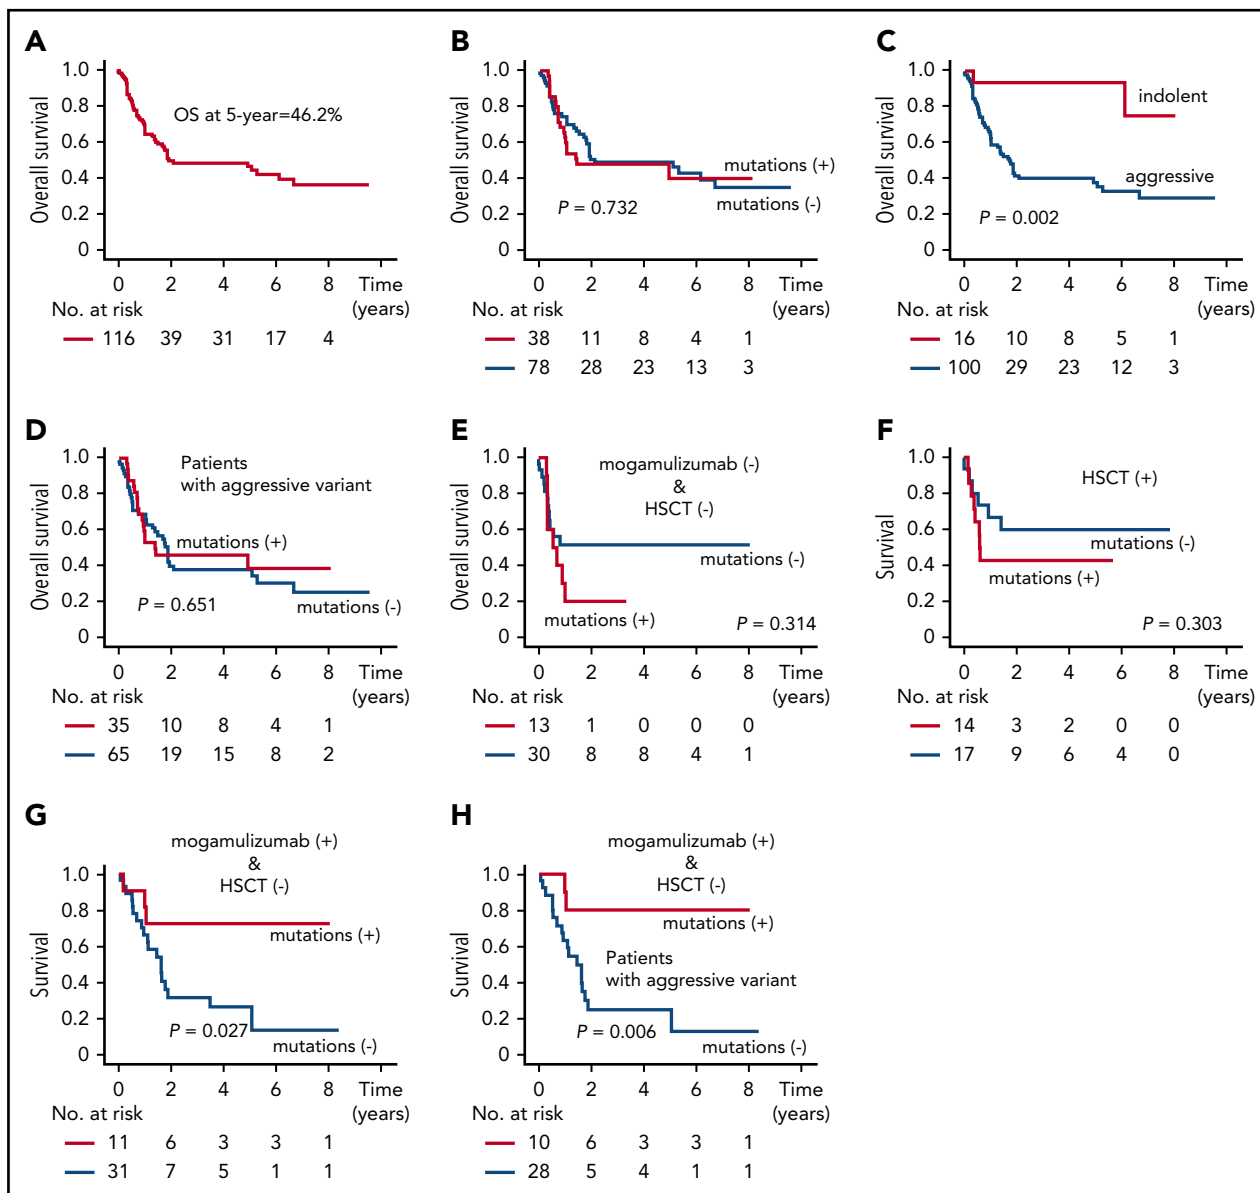 A
1.0
0.8
0.6
0.4
0.2
0
Overall survival
OS at 5-year=46.2%
0 2 4 6 8 Time
(years)
No. at risk
116 39 31 17 4
B
1.0
0.8
0.6
0.4
0.2
0
Overall survival
mutations (+)
mutations (-)
P = 0.732
0 2 4 6 8 Time
(years)
No. at risk
38 11 8 4 1
78 28 23 13 3
C
1.0
0.8
0.6
0.4
0.2
0
Overall survival
indolent
aggressive
P = 0.002
0 2 4 6 8 Time
(years)
No. at risk
16 10 8 5 1
100 29 23 12 3
D
1.0
0.8
0.6
0.4
0.2
0
Overall survival
Patients
with aggressive variant
mutations (+)
P = 0.651
mutations (-)
0 2 4 6 8 Time
(years)
No. at risk
35 10 8 4 1
65 19 15 8 2
E
1.0
0.8
0.6
0.4
0.2
0
Overall survival
mogamulizumab (-)
&
HSCT (-)
mutations (-)
mutations (+)
P = 0.314
0 2 4 6 8 Time
(years)
No. at risk
13 1 0 0 0
30 8 8 4 1
F
1.0
0.8
0.6
0.4
0.2
0
Survival
HSCT (+)
mutations (-)
mutations (+)
P = 0.303
0 2 4 6 8 Time
(years)
No. at risk
14 3 2 0 0
17 9 6 4 0
G
1.0
0.8
0.6
0.4
0.2
0
Survival
mogamulizumab (+)
&
HSCT (-)
mutations (+)
P = 0.027
mutations (-)
0 2 4 6 8 Time
(years)
No. at risk
11 6 3 3 1
31 7 5 1 1
H
1.0
0.8
0.6
0.4
0.2
0
Survival
mogamulizumab (+)
&
HSCT (-)
mutations (+)
Patients
with aggressive variant
P = 0.006
mutations (-)
0 2 4 6 8 Time
(years)
No. at risk
10 6 3 3 1
28 5 4 1 1